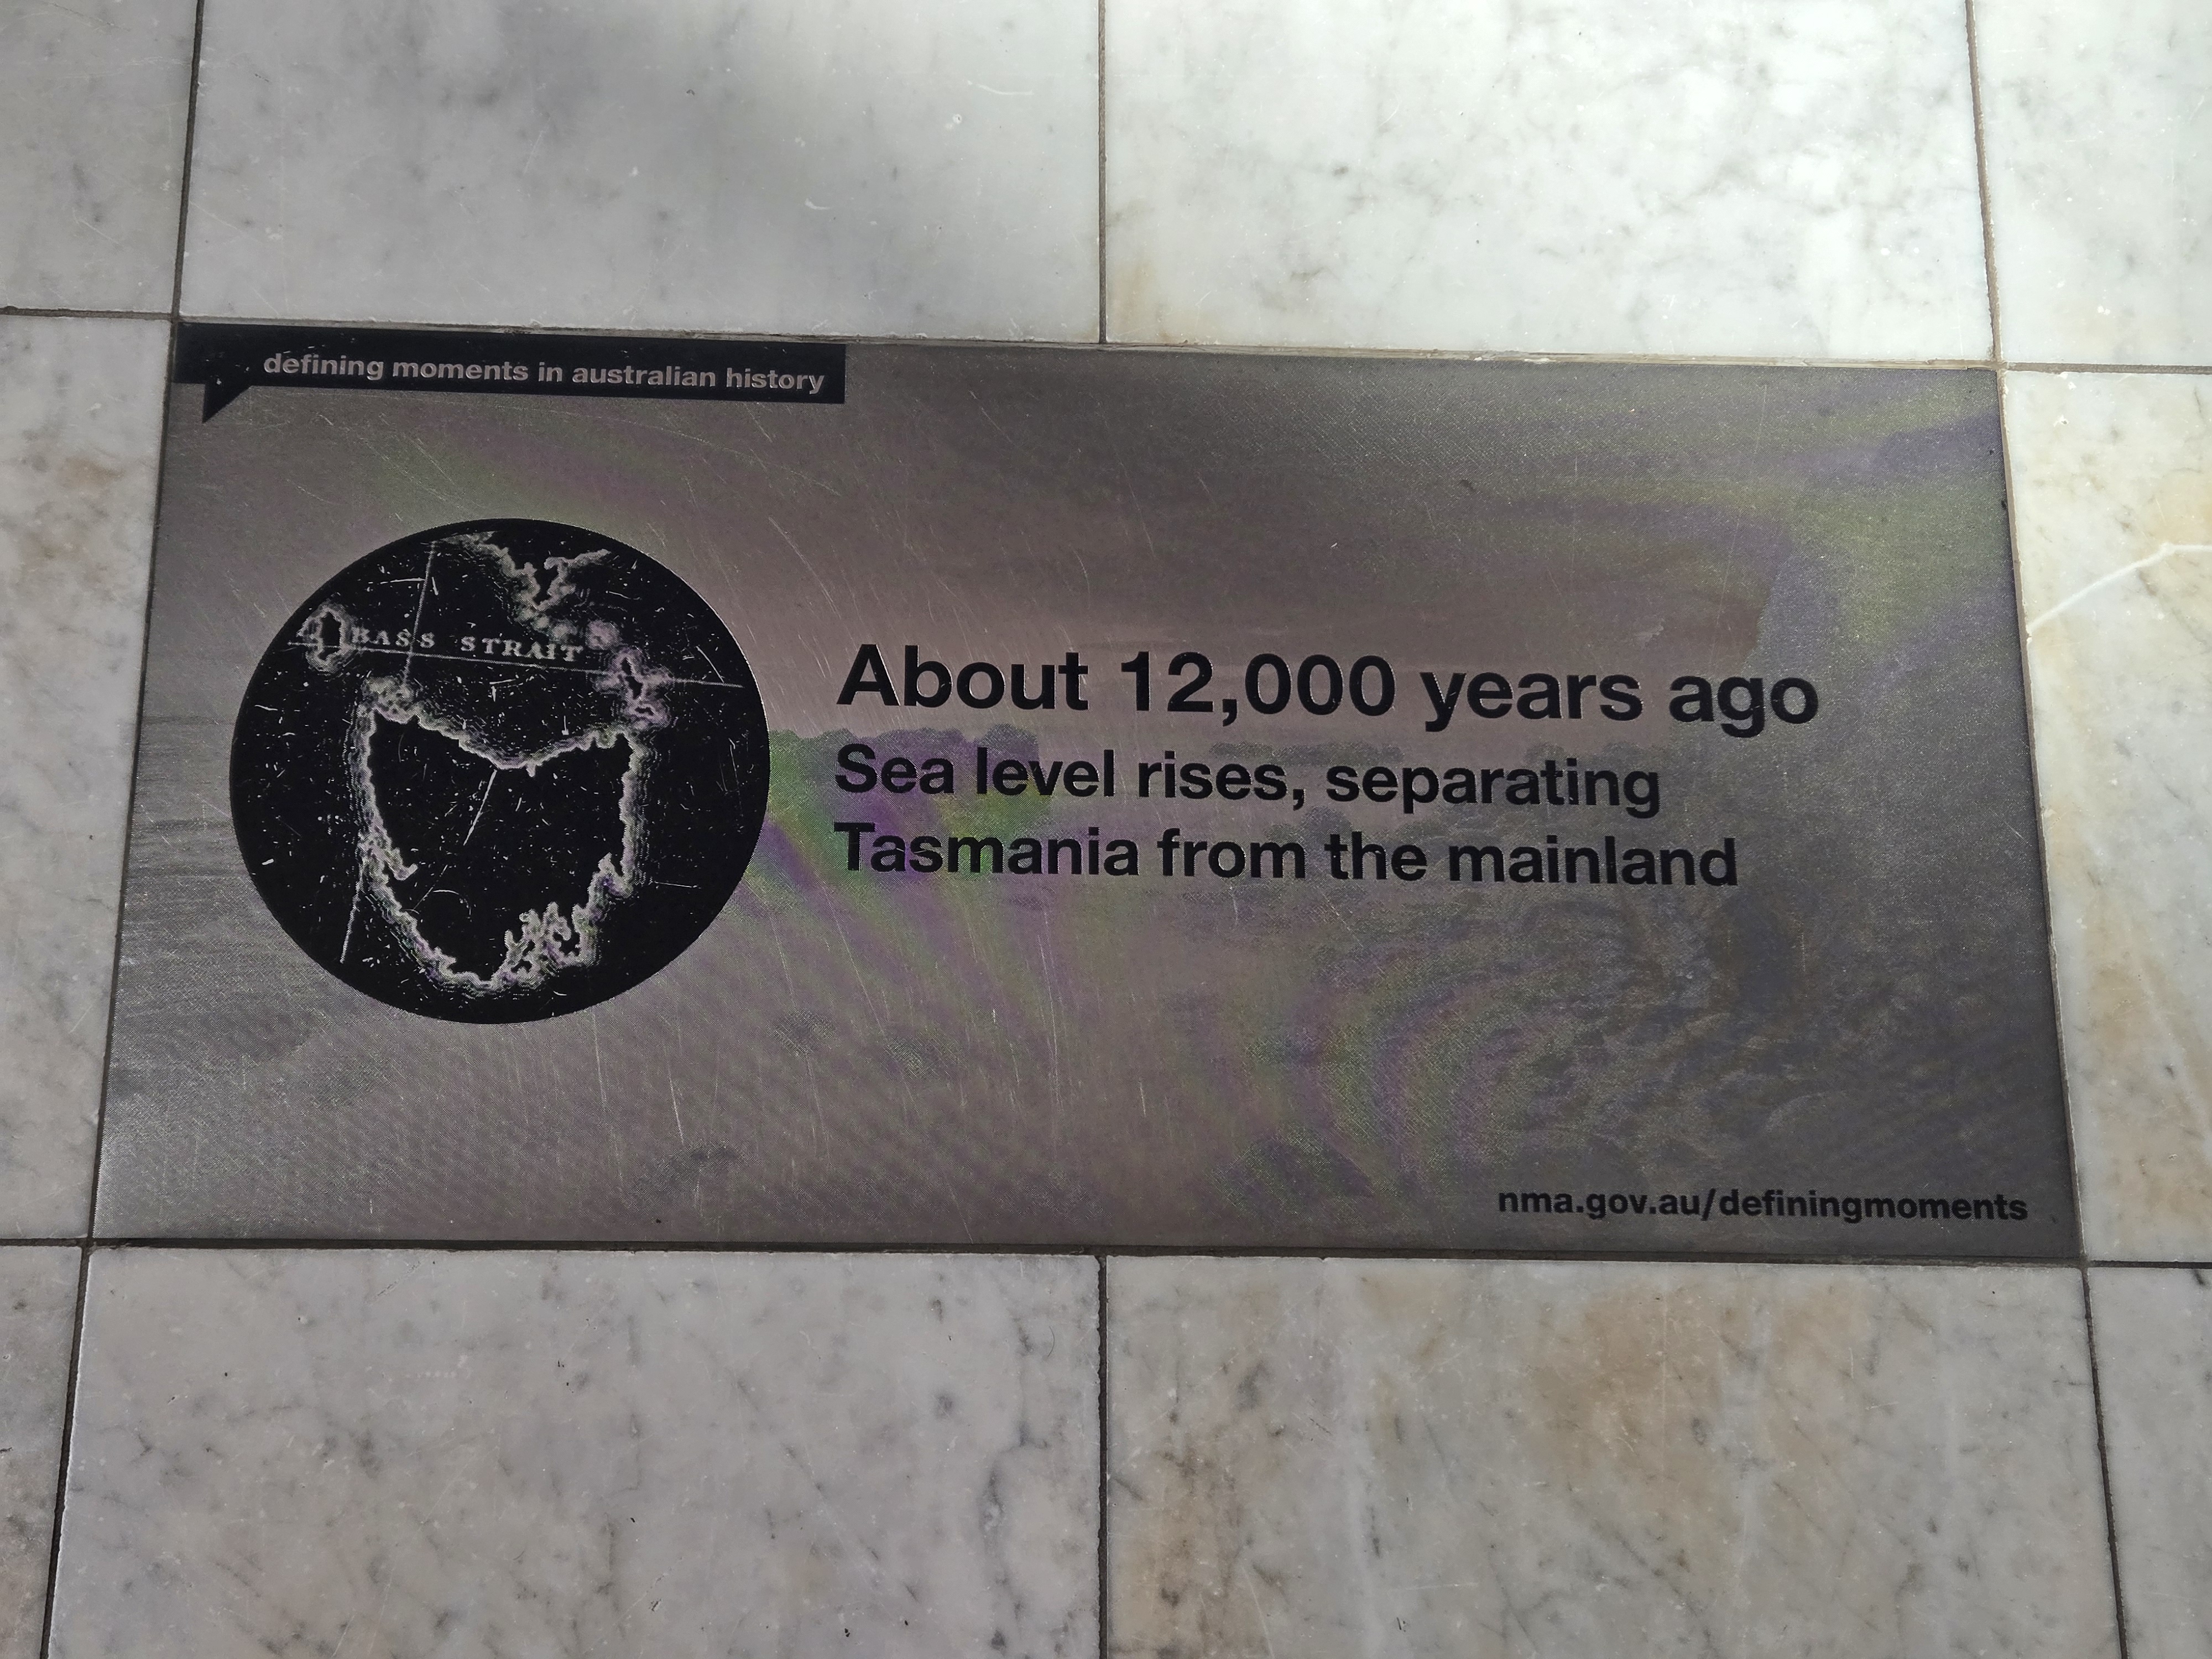 defining moments in australian history
BASS STRAIT
About 12,000 years ago
Sea level rises, separating
Tasmania from the mainland
nma.gov.au/definingmoments